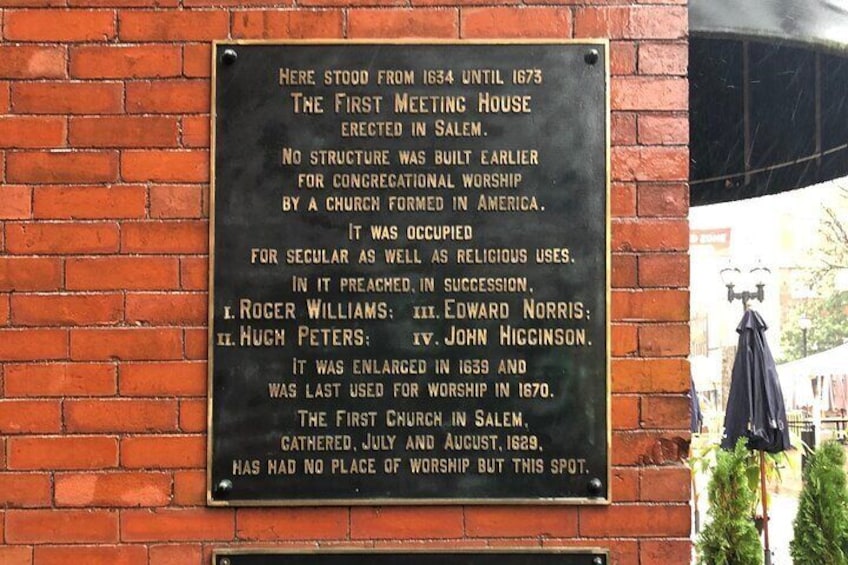 HERE STOOD FROM 1634 UNTIL 1673
THE FIRST MEETING HOUSE
ERECTED IN SALEM.
NO STRUCTURE WAS BUILT EARLIER
FOR CONGREGATIONAL WORSHIP
BY A CHURCH FORMED IN AMERICA.
IT WAS OCCUPIED
FOR SECULAR AS WELL AS RELIGIOUS USES.
IN IT PREACHED, IN SUCCESSION,
I. ROGER WILLIAMS; III. EDWARD NORRIS;
II. HUGH PETERS; IV. JOHN HIGGINSON.
IT WAS ENLARGED IN 1639 AND
WAS LAST USED FOR WORSHIP IN 1670.
THE FIRST CHURCH IN SALEM,
GATHERED, JULY AND AUGUST, 1629,
HAS HAD NO PLACE OF WORSHIP BUT THIS SPOT.